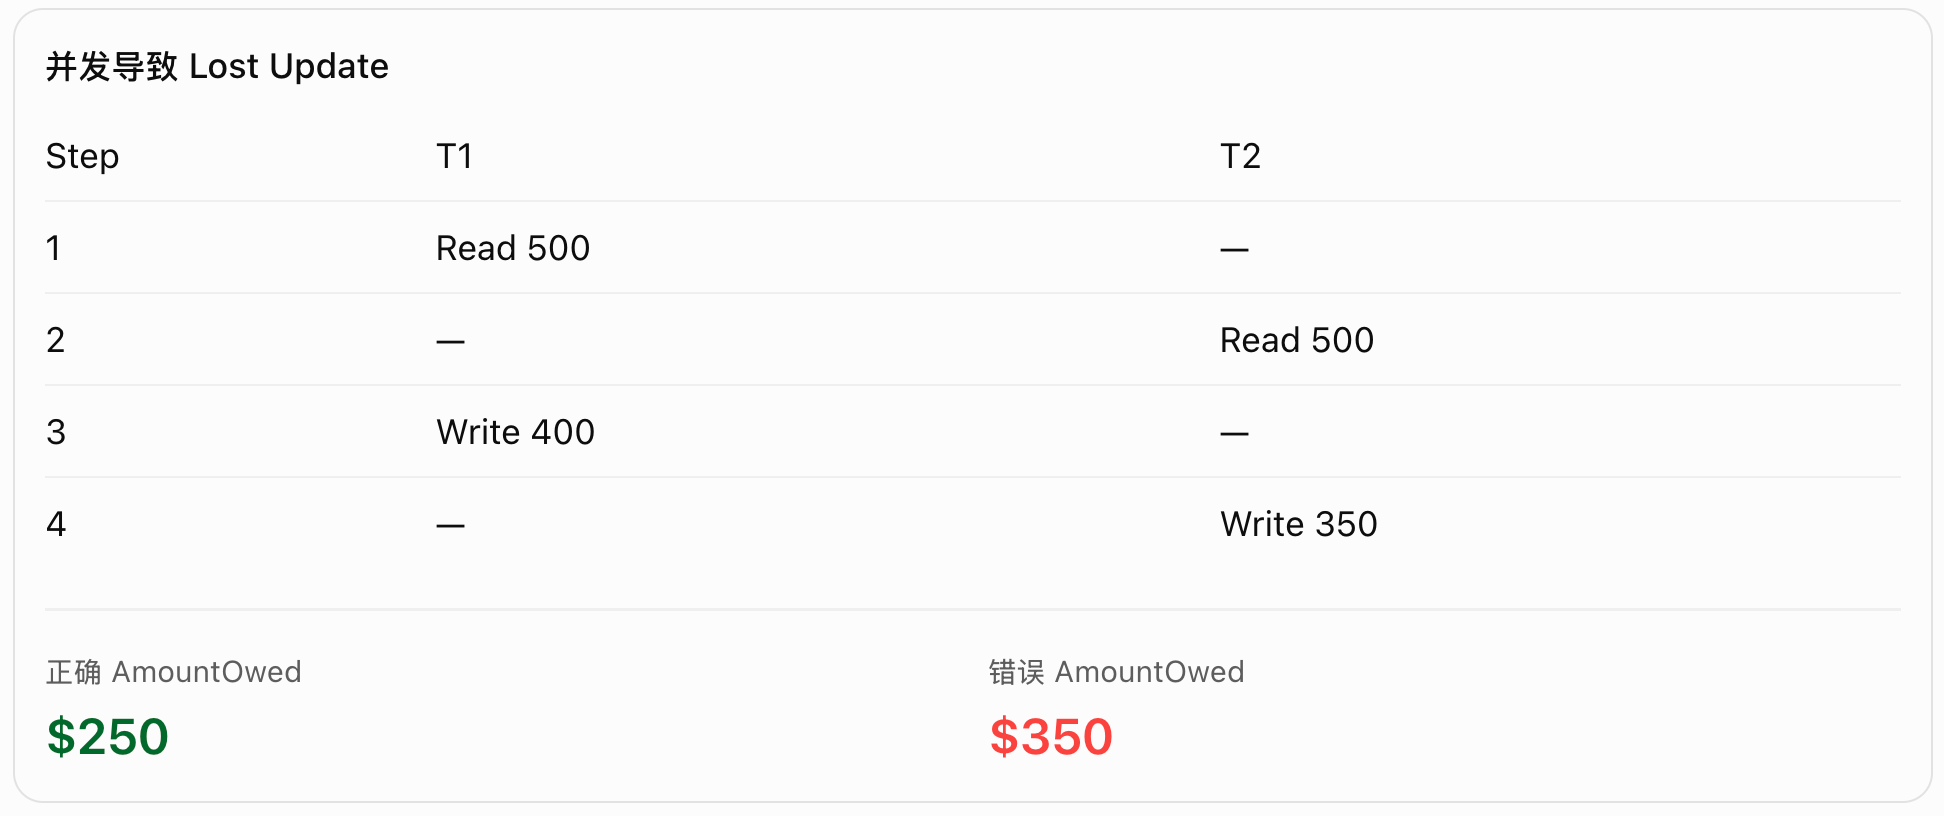 并发导致 Lost Update
Step T1 T2
1 Read 500 —
2 — Read 500
3 Write 400 —
4 — Write 350
正确 AmountOwed 错误 AmountOwed
$250 $350